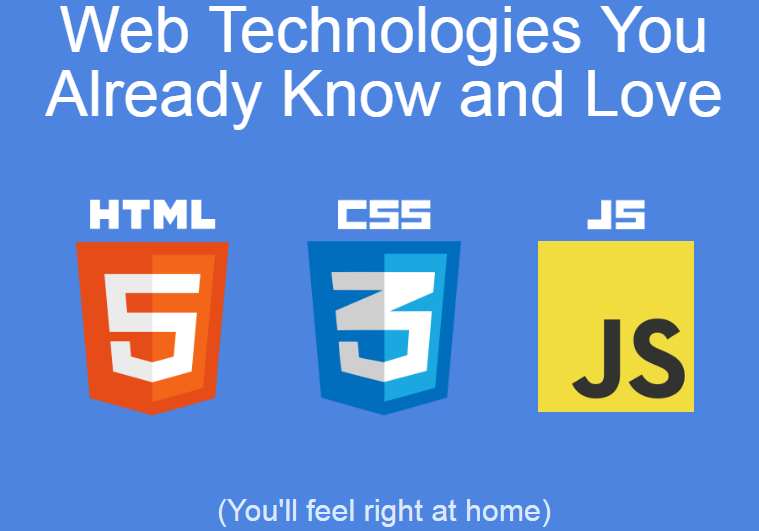 Web Technologies You
Already Know and Love
HTML CSS JS
5 3 JS
(You'll feel right at home)